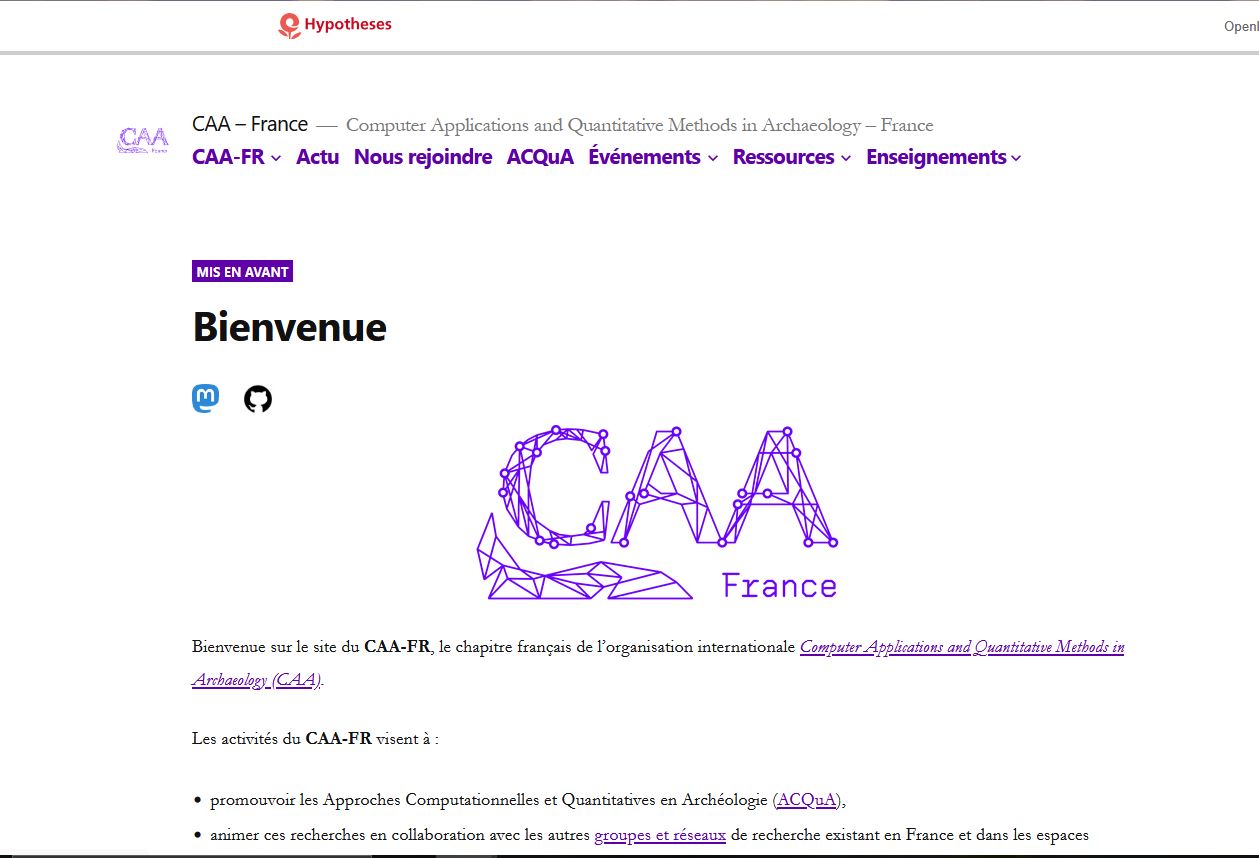 Hypotheses
CAA – France — Computer Applications and Quantitative Methods in Archaeology – France
CAA-FR Actu Nous rejoindre ACQuA Événements Ressources Enseignements
MIS EN AVANT
Bienvenue
CAA
France
Bienvenue sur le site du CAA-FR, le chapitre français de l’organisation internationale Computer Applications and Quantitative Methods in
Archaeology (CAA).
Les activités du CAA-FR visent à :
• promouvoir les Approches Computationnelles et Quantitatives en Archéologie (ACQuA),
• animer ces recherches en collaboration avec les autres groupes et réseaux de recherche existant en France et dans les espaces